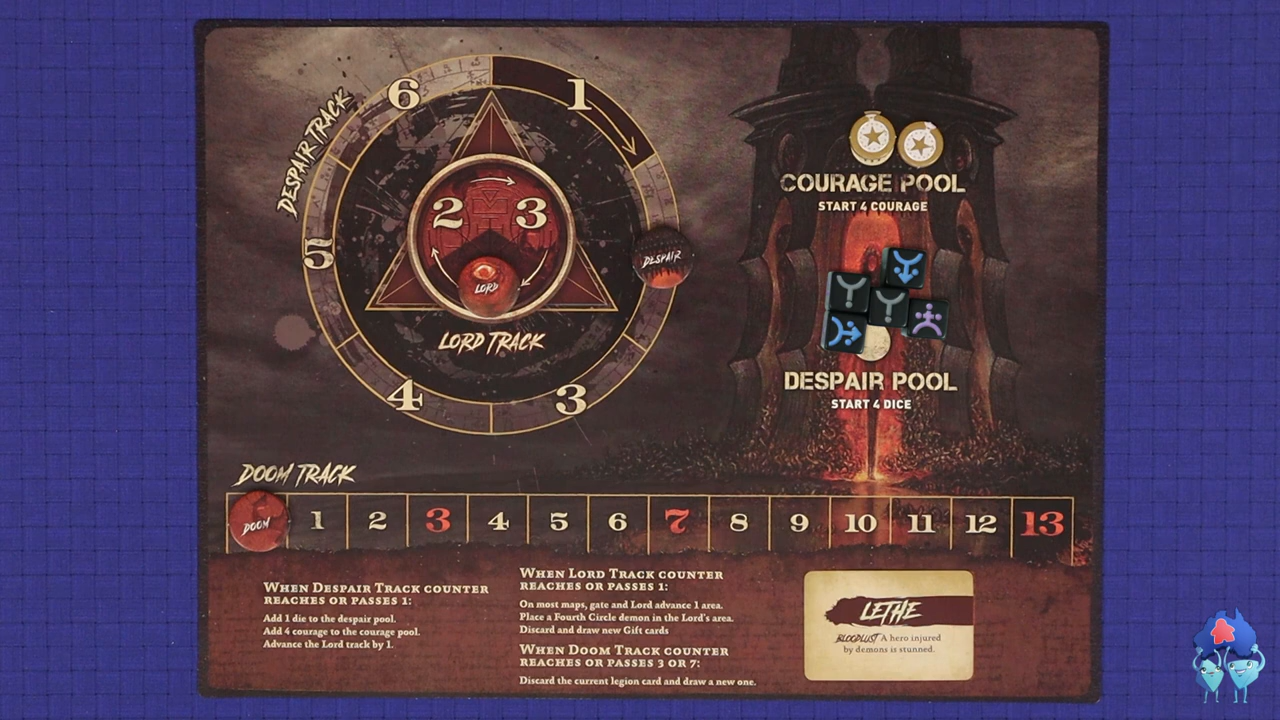 DESPAIR TRACK
6
1
5
4
3
2
3
LORD
DESPAIR
LORD TRACK
COURAGE POOL
START 4 COURAGE
DESPAIR POOL
START 4 DICE
DOOM TRACK
DOOM
1 2 3 4 5 6 7 8 9 10 11 12 13
WHEN DESPAIR TRACK COUNTER
REACHES OR PASSES 1:
Add 1 die to the despair pool.
Add 4 courage to the courage pool.
Advance the Lord track by 1.
WHEN LORD TRACK COUNTER
REACHES OR PASSES 1:
On most maps, gate and Lord advance 1 area.
Place a Fourth Circle demon in the Lord's area.
Discard and draw new Gift cards
WHEN DOOM TRACK COUNTER
REACHES OR PASSES 3 OR 7:
Discard the current legion card and draw a new one.
LETHE
BLOODLUST A hero injured
by demons is stunned.